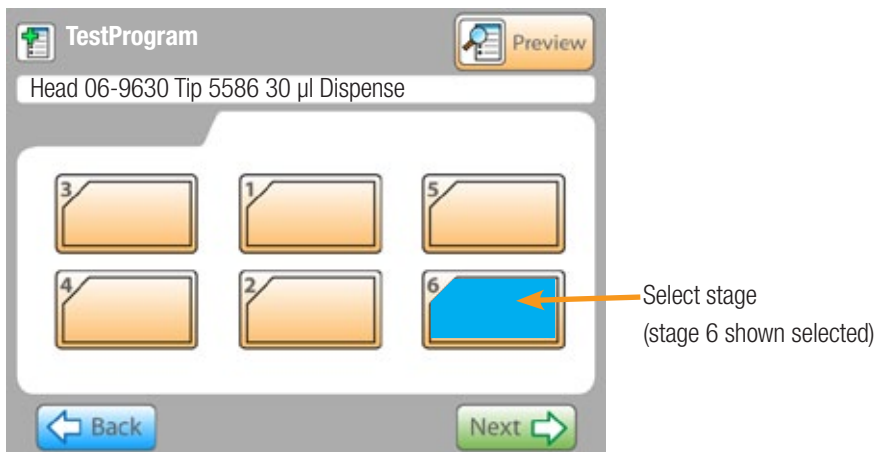 TestProgram
Preview
Head 06-9630 Tip 5586 30 µl Dispense
3
1
5
4
2
6
Select stage
(stage 6 shown selected)
Back
Next